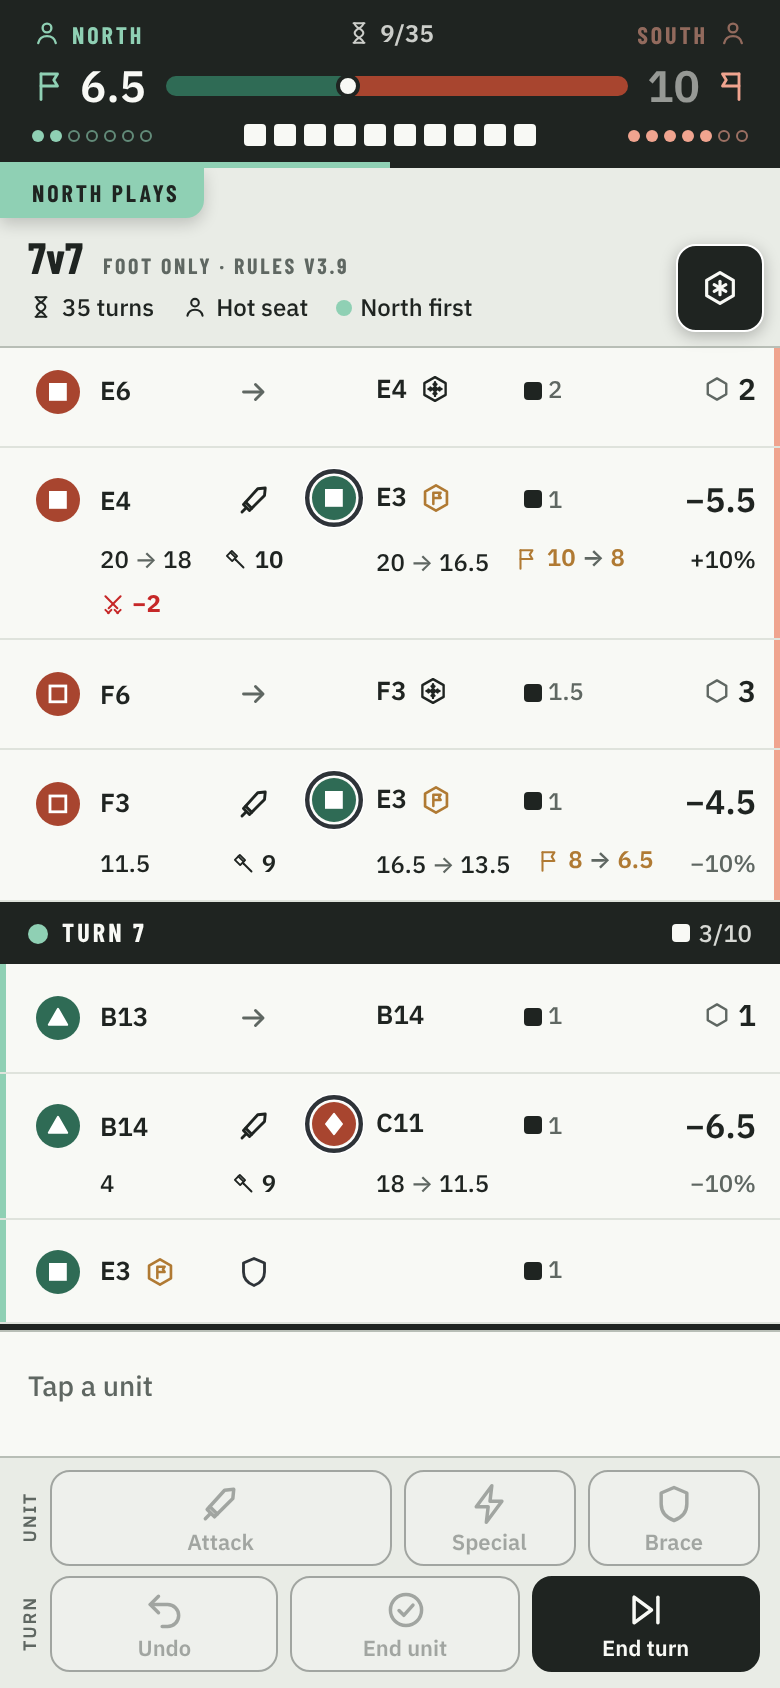 NORTH 9/35 SOUTH
6.5 10
NORTH PLAYS
7v7 FOOT ONLY · RULES V3.9
35 turns Hot seat North first
E6 → E4 2 2
E4 E3 1 −5.5
20 → 18 10 20 → 16.5 10 → 8 +10%
−2
F6 → F3 1.5 3
F3 E3 1 −4.5
11.5 9 16.5 → 13.5 8 → 6.5 −10%
TURN 7 3/10
B13 → B14 1 1
B14 C11 1 −6.5
4 9 18 → 11.5 −10%
E3 1
Tap a unit
UNIT
Attack Special Brace
TURN
Undo End unit End turn